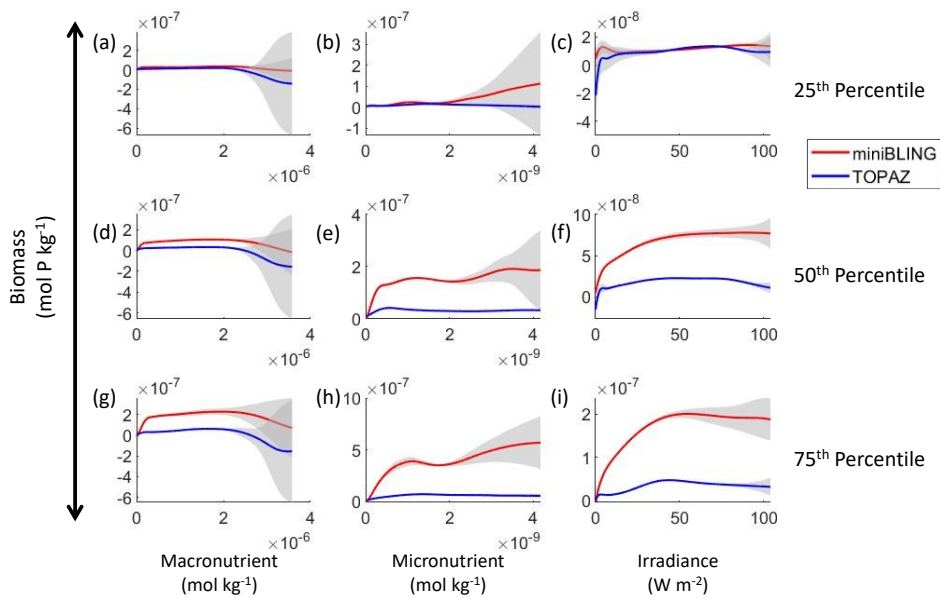 ×10⁻⁷ ×10⁻⁷ ×10⁻⁸
(a) (b) (c)
2 0 -2 -4 -6
3 2 1 0 -1
2 0 -2 -4
0 2 4
0 2 4
0 50 100
×10⁻⁶ ×10⁻⁹
25th Percentile
miniBLING
TOPAZ
×10⁻⁷ ×10⁻⁷ ×10⁻⁸
(d) (e) (f)
2 0 -2 -4 -6
4 2 0
10 5 0
0 2 4
0 2 4
0 50 100
×10⁻⁶ ×10⁻⁹
50th Percentile
Biomass
(mol P kg⁻¹)
×10⁻⁷ ×10⁻⁷ ×10⁻⁷
(g) (h) (i)
2 0 -2 -4 -6
10 5 0
2 1 0
0 2 4
0 2 4
0 50 100
×10⁻⁶ ×10⁻⁹
75th Percentile
Macronutrient
(mol kg⁻¹)
Micronutrient
(mol kg⁻¹)
Irradiance
(W m⁻²)